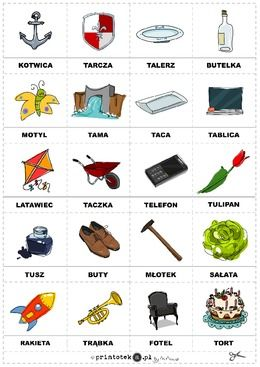 KOTWICA TARCZA TALERZ BUTELKA
MOTYL TAMA TACA TABLICA
LATAWIEC TACZKA TELEFON TULIPAN
TUSZ BUTY MŁOTEK SAŁATA
RAKIETA TRĄBKA FOTEL TORT
printotek.pl